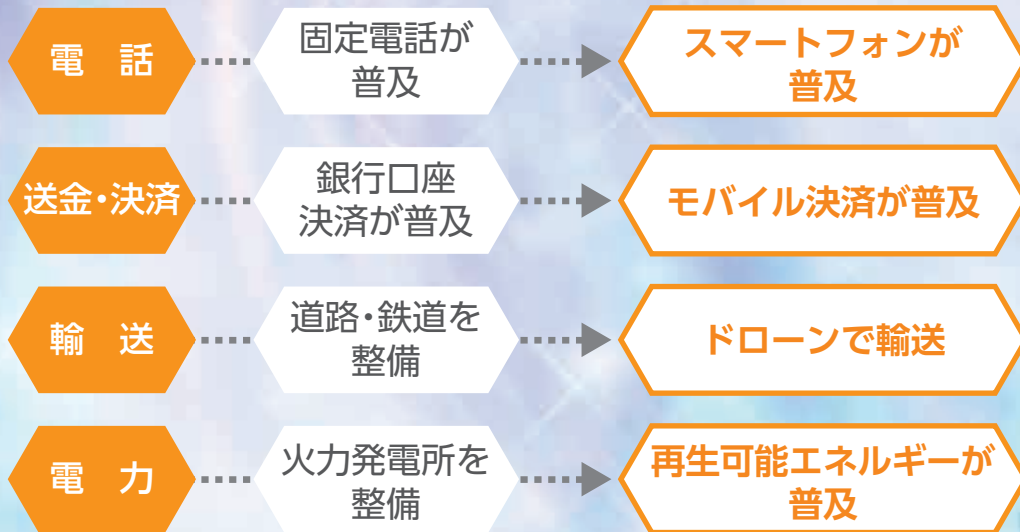 電　話
固定電話が
普及
スマートフォンが
普及
送金・決済
銀行口座
決済が普及
モバイル決済が普及
輸　送
道路・鉄道を
整備
ドローンで輸送
電　力
火力発電所を
整備
再生可能エネルギーが
普及